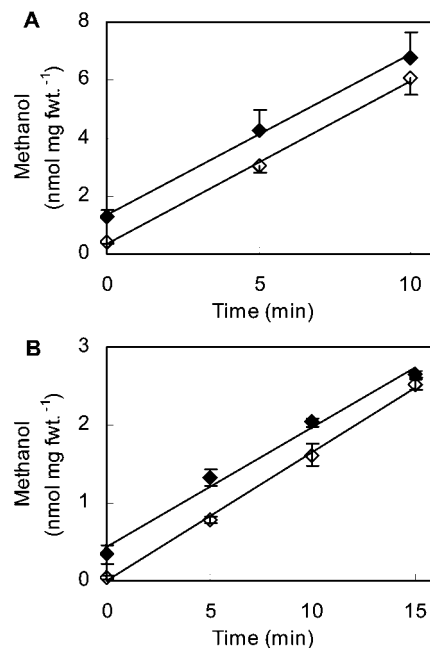 A
8
6
4
2
0
Methanol
(nmol mg fwt.⁻¹)
0 5 10
Time (min)
B
3
2
1
0
Methanol
(nmol mg fwt.⁻¹)
0 5 10 15
Time (min)